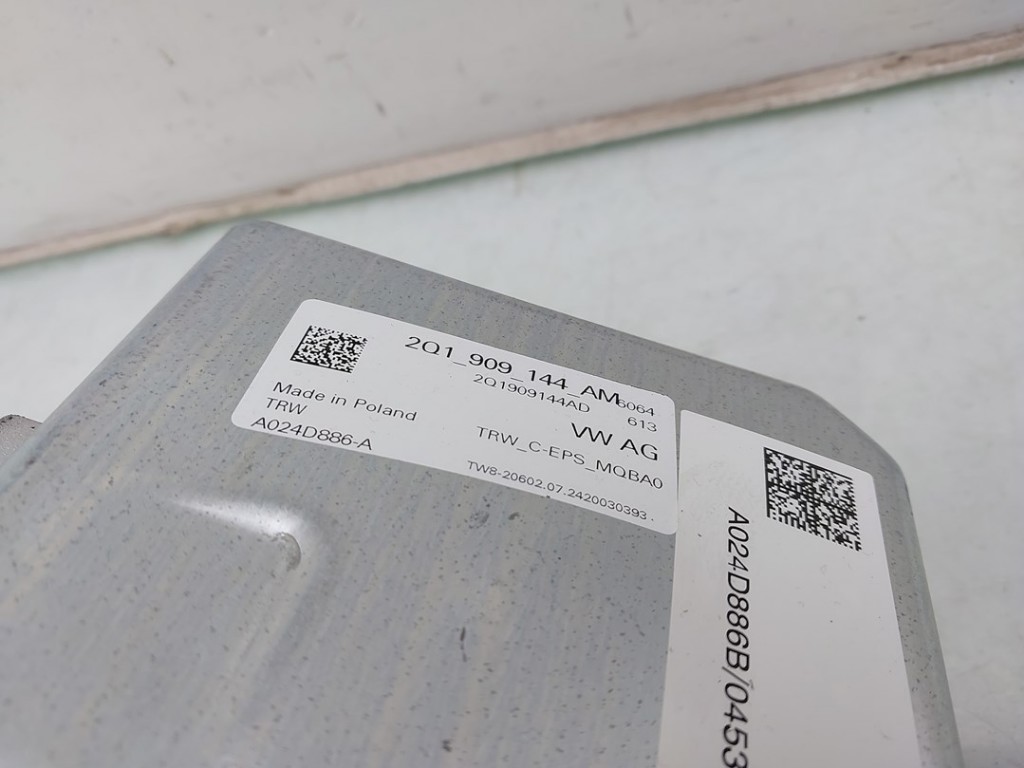 2Q1_909_144_AM
6064
2Q1909144AD
613
VW AG
Made in Poland
TRW
TRW_C-EPS_MQBA0
A024D886-A
TW8-20602.07.2420030393
A024D886B/0453